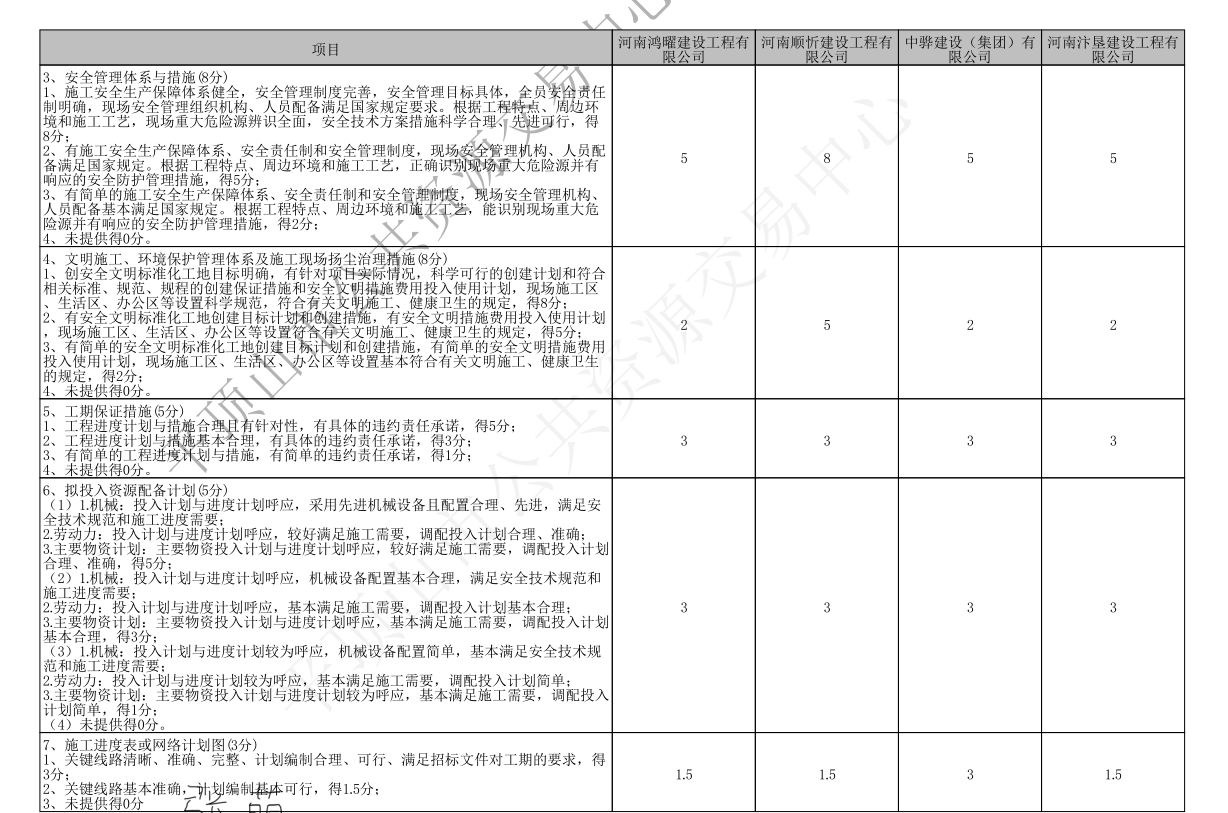 项目
河南鸿曜建设工程有限公司
河南顺忻建设工程有限公司
中骅建设（集团）有限公司
河南汴垦建设工程有限公司
3、安全管理体系与措施(8分)
1、施工安全生产保障体系健全，安全管理制度完善，安全管理目标具体，全员安全责任
制明确，现场安全管理组织机构、人员配备满足国家规定要求。根据工程特点、周边环
境和施工工艺，现场重大危险源辨识全面，安全技术方案措施科学合理、先进可行，得
8分；
2、有施工安全生产保障体系、安全责任制和安全管理制度，现场安全管理机构、人员配
备满足国家规定。根据工程特点、周边环境和施工工艺，正确识别现场重大危险源并有
响应的安全防护管理措施，得5分；
3、有简单的施工安全生产保障体系、安全责任制和安全管理制度，现场安全管理机构、
人员配备基本满足国家规定。根据工程特点、周边环境和施工工艺，能识别现场重大危
险源并有响应的安全防护管理措施，得2分；
4、未提供得0分。
5
8
5
5
4、文明施工、环境保护管理体系及施工现场扬尘治理措施(8分)
1、创安全文明标准化工地目标明确，有针对项目实际情况，科学可行的创建计划和符合
相关标准、规范、规程的创建保证措施和安全文明措施费用投入使用计划，现场施工区
、生活区、办公区等设置科学规范，符合有关文明施工、健康卫生的规定，得8分；
2、有安全文明标准化工地创建目标计划和创建措施，有安全文明措施费用投入使用计划
，现场施工区、生活区、办公区等设置符合有关文明施工、健康卫生的规定，得5分；
3、有简单的安全文明标准化工地创建目标计划和创建措施，有简单的安全文明措施费用
投入使用计划，现场施工区、生活区、办公区等设置基本符合有关文明施工、健康卫生
的规定，得2分；
4、未提供得0分。
2
5
2
2
5、工期保证措施(5分)
1、工程进度计划与措施合理且有针对性，有具体的违约责任承诺，得5分；
2、工程进度计划与措施基本合理，有具体的违约责任承诺，得3分；
3、有简单的工程进度计划与措施，有简单的违约责任承诺，得1分；
4、未提供得0分。
3
3
3
3
6、拟投入资源配备计划(5分)
（1）1.机械：投入计划与进度计划呼应，采用先进机械设备且配置合理、先进，满足安
全技术规范和施工进度需要；
2.劳动力：投入计划与进度计划呼应，较好满足施工需要，调配投入计划合理、准确；
3.主要物资计划：主要物资投入计划与进度计划呼应，较好满足施工需要，调配投入计划
合理、准确，得5分；
（2）1.机械：投入计划与进度计划呼应，机械设备配置基本合理，满足安全技术规范和
施工进度需要；
2.劳动力：投入计划与进度计划呼应，基本满足施工需要，调配投入计划基本合理；
3.主要物资计划：主要物资投入计划与进度计划呼应，基本满足施工需要，调配投入计划
基本合理，得3分；
（3）1.机械：投入计划与进度计划较为呼应，机械设备配置简单，基本满足安全技术规
范和施工进度需要；
2.劳动力：投入计划与进度计划较为呼应，基本满足施工需要，调配投入计划简单；
3.主要物资计划：主要物资投入计划与进度计划较为呼应，基本满足施工需要，调配投入
计划简单，得1分；
（4）未提供得0分。
3
3
3
3
7、施工进度表或网络计划图(3分)
1、关键线路清晰、准确、完整、计划编制合理、可行、满足招标文件对工期的要求，得
3分；
2、关键线路基本准确，计划编制基本可行，得1.5分；
3、未提供得0分
1.5
1.5
3
1.5
平顶山市公共资源交易中心
平顶山市公共资源交易中心